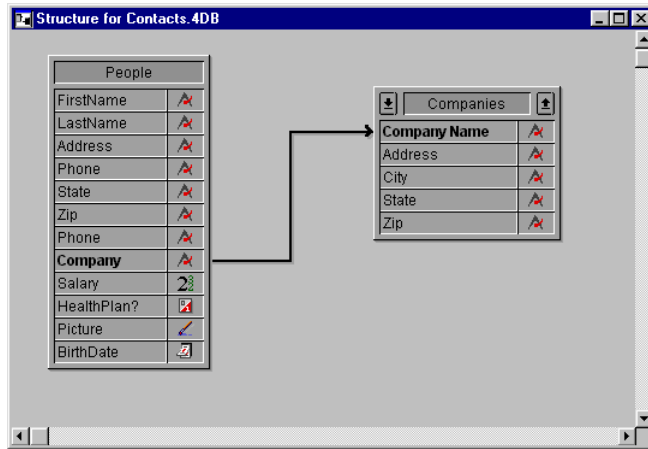 Structure for Contacts.4DB
People
FirstName
LastName
Address
Phone
State
Zip
Phone
Company
Salary
HealthPlan?
Picture
BirthDate
Companies
Company Name
Address
City
State
Zip